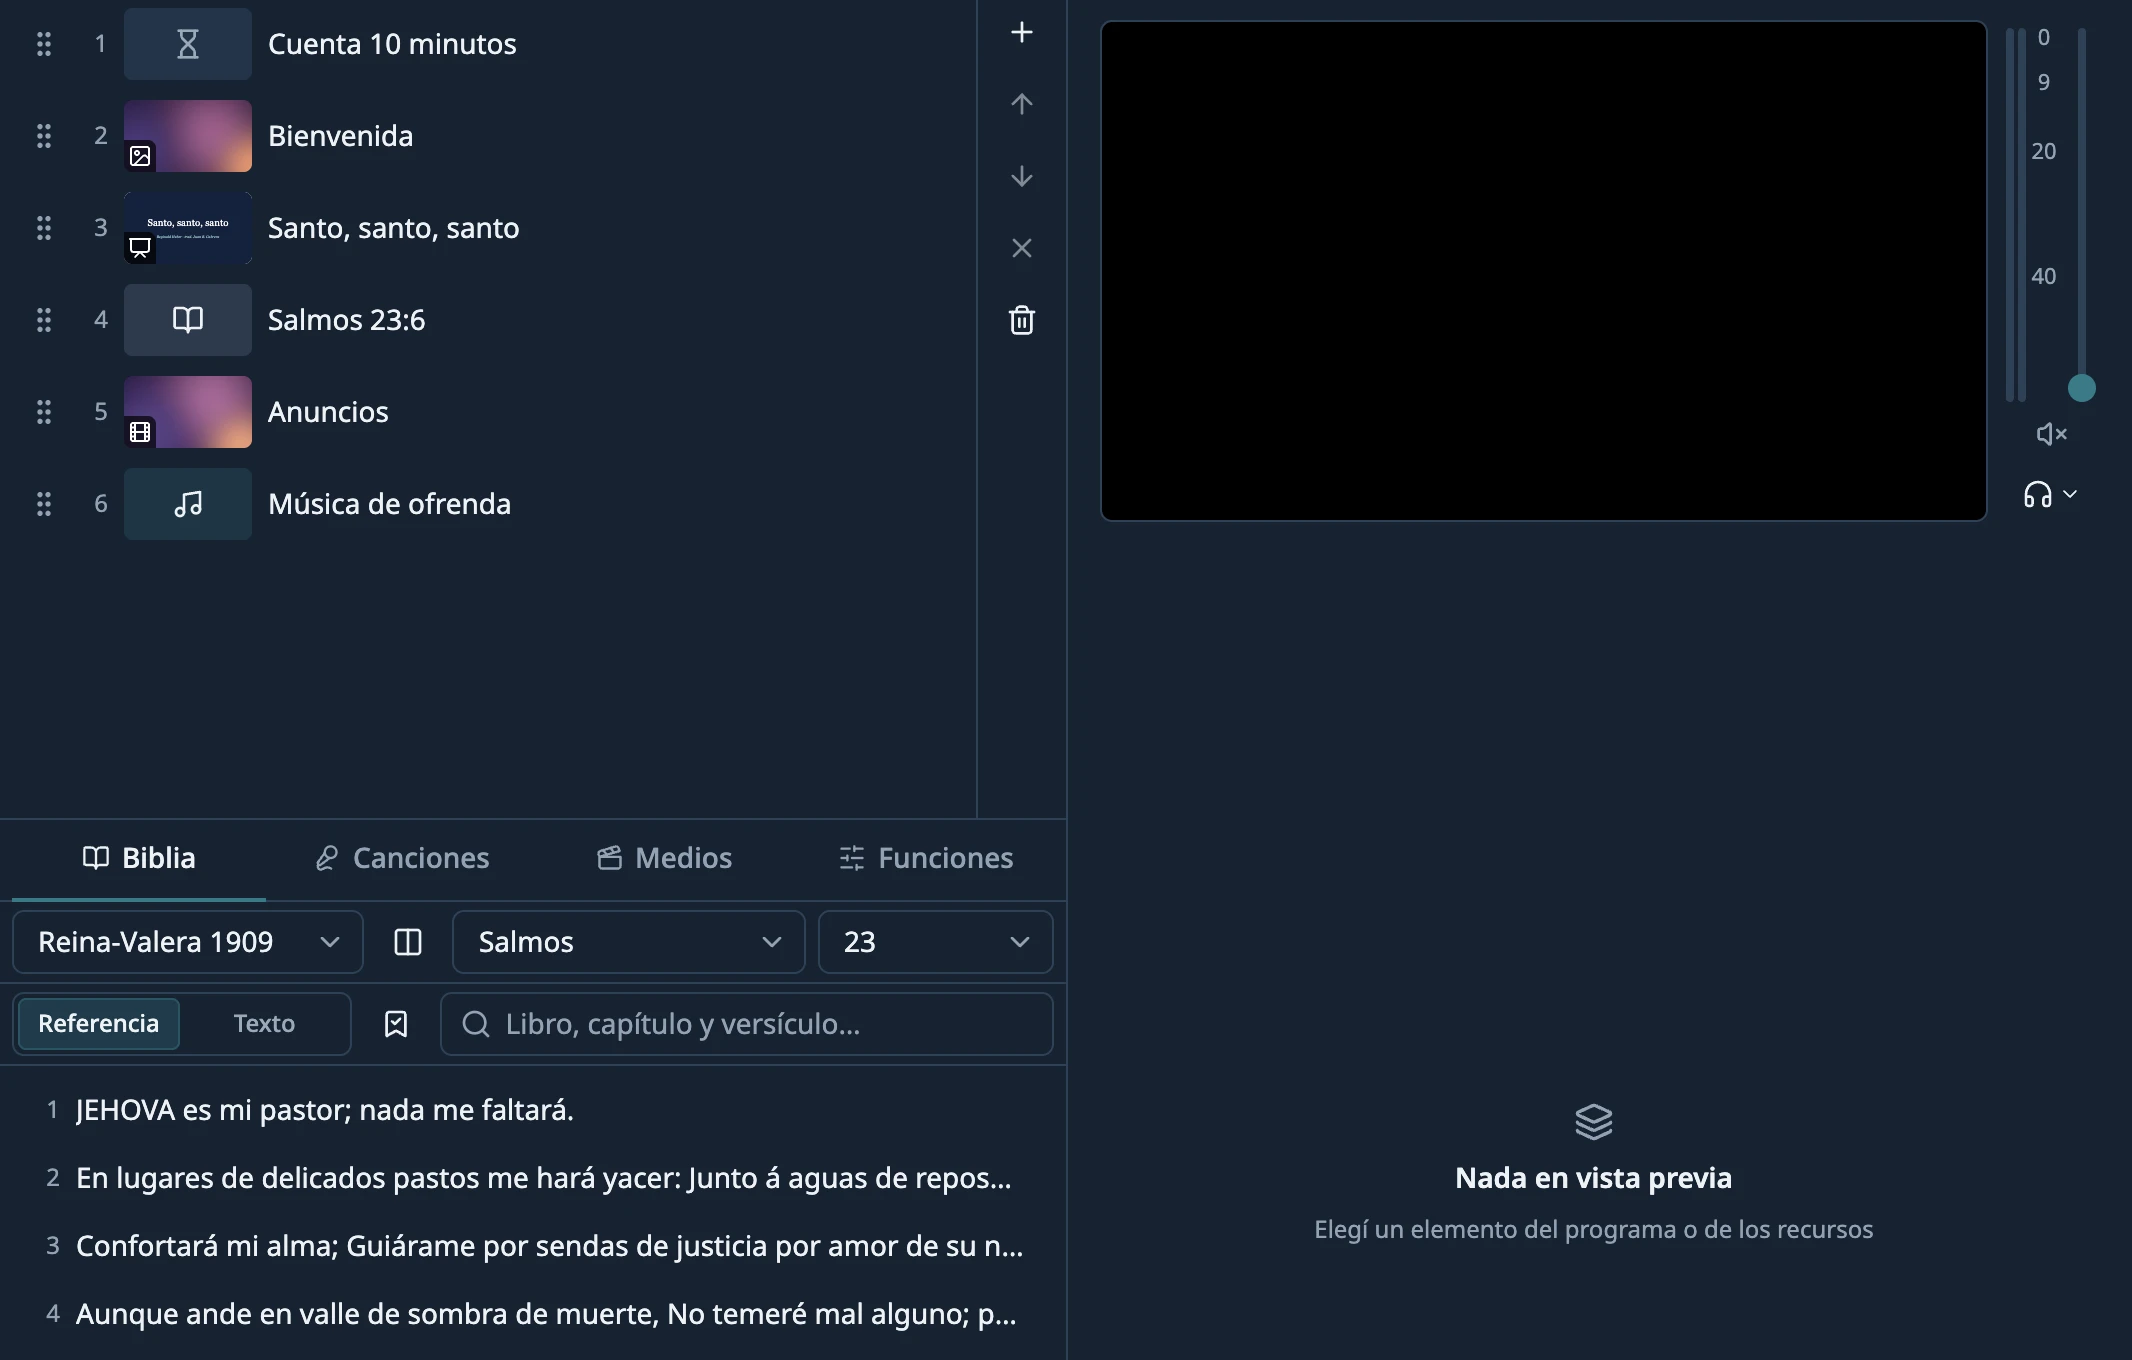 1 Cuenta 10 minutos
2 Bienvenida
Santo, santo, santo
3 Santo, santo, santo
4 Salmos 23:6
5 Anuncios
6 Música de ofrenda
0
9
20
40
Biblia Canciones Medios Funciones
Reina-Valera 1909 Salmos 23
Referencia Texto Libro, capítulo y versículo...
1 JEHOVA es mi pastor; nada me faltará.
2 En lugares de delicados pastos me hará yacer: Junto á aguas de repos...
3 Confortará mi alma; Guiárame por sendas de justicia por amor de su n...
4 Aunque ande en valle de sombra de muerte, No temeré mal alguno; p...
Nada en vista previa
Elegí un elemento del programa o de los recursos